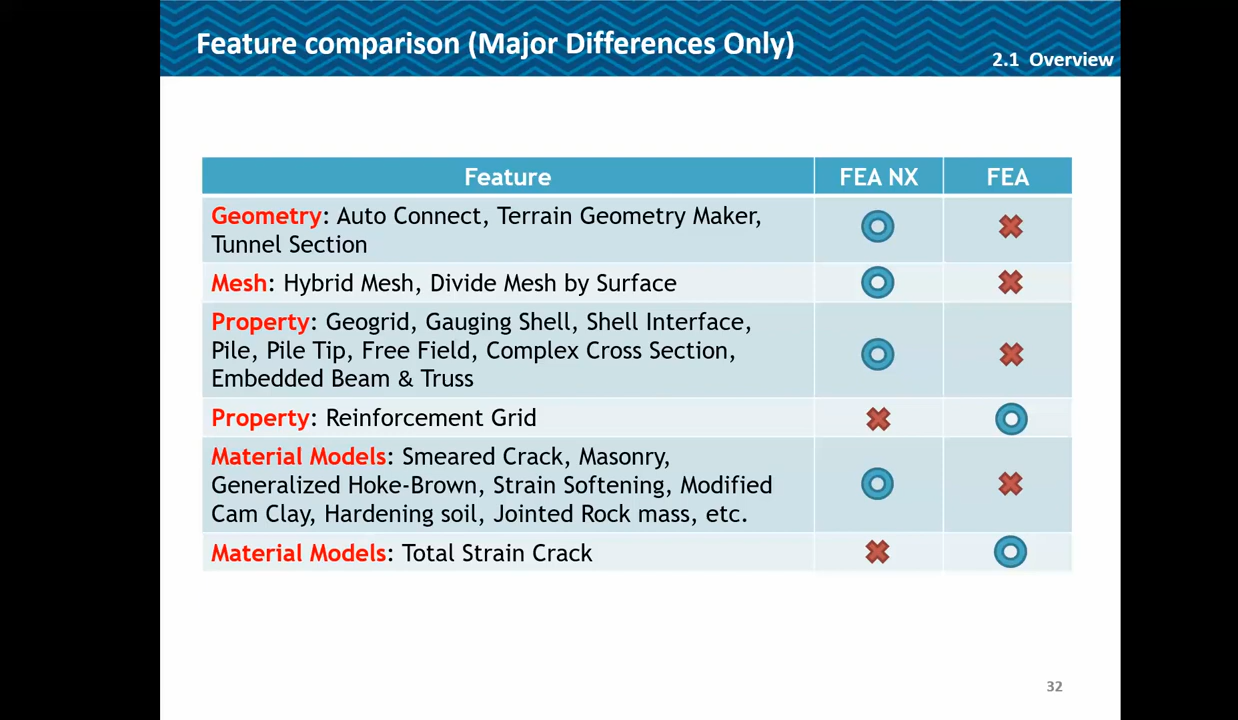 Feature comparison (Major Differences Only)
2.1 Overview
Feature FEA NX FEA
Geometry: Auto Connect, Terrain Geometry Maker,
Tunnel Section
Mesh: Hybrid Mesh, Divide Mesh by Surface
Property: Geogrid, Gauging Shell, Shell Interface,
Pile, Pile Tip, Free Field, Complex Cross Section,
Embedded Beam & Truss
Property: Reinforcement Grid
Material Models: Smeared Crack, Masonry,
Generalized Hoke-Brown, Strain Softening, Modified
Cam Clay, Hardening soil, Jointed Rock mass, etc.
Material Models: Total Strain Crack
32